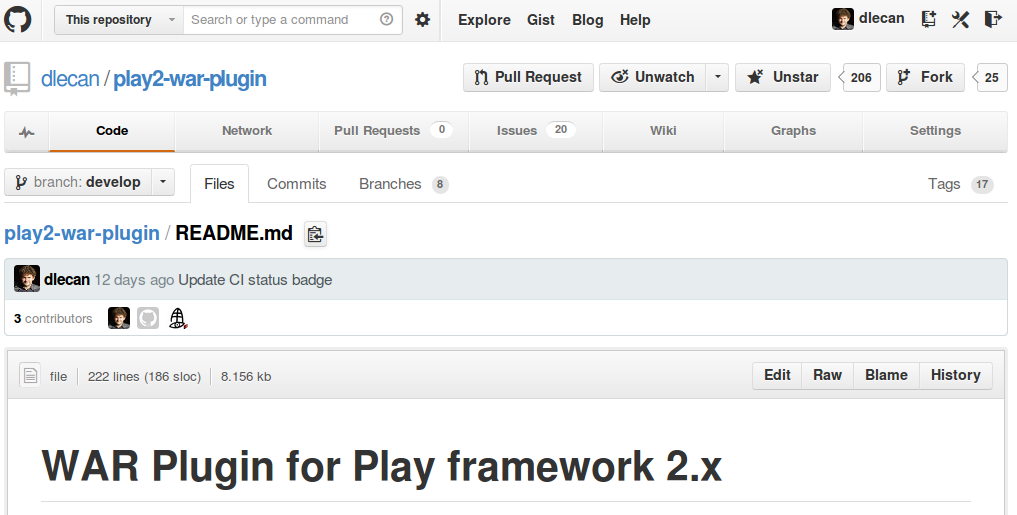 This repository Search or type a command Explore Gist Blog Help dlecan
dlecan / play2-war-plugin Pull Request Unwatch Unstar 206 Fork 25
Code Network Pull Requests 0 Issues 20 Wiki Graphs Settings
branch: develop Files Commits Branches 8 Tags 17
play2-war-plugin / README.md
dlecan 12 days ago Update CI status badge
3 contributors
file 222 lines (186 sloc) 8.156 kb Edit Raw Blame History
WAR Plugin for Play framework 2.x